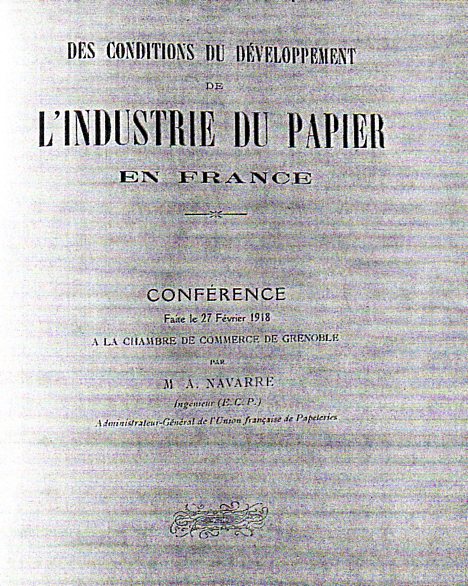 DES CONDITIONS DU DÉVELOPPEMENT
DE
L'INDUSTRIE DU PAPIER
EN FRANCE
CONFÉRENCE
Faite le 27 Février 1918
A LA CHAMBRE DE COMMERCE DE GRENOBLE
PAR
M A. NAVARRE
Ingénieur (E. C. P.)
Administrateur-Général de l'Union française de Papeteries